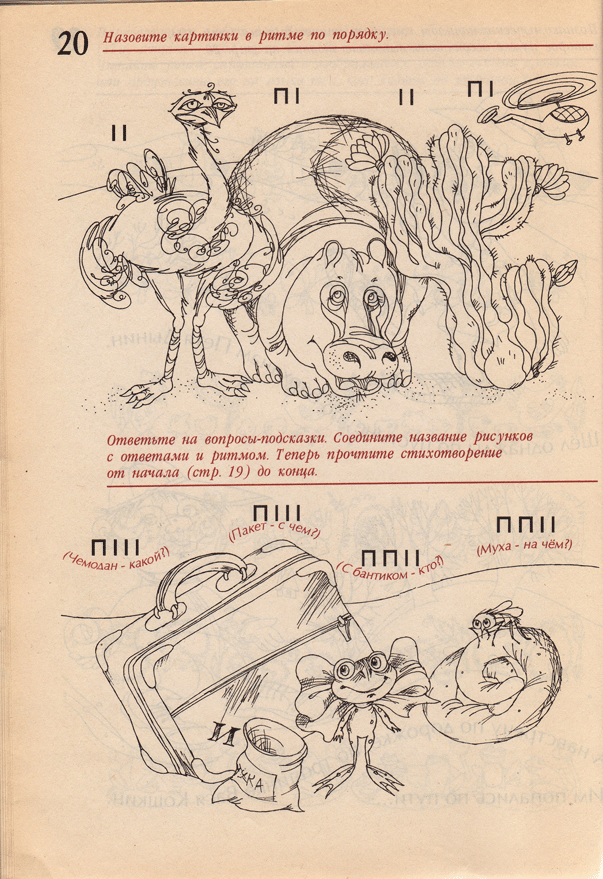 20 Назовите картинки в ритме по порядку.
II
ПI
II
ПI
Ответьте на вопросы-подсказки. Соедините название рисунков
с ответами и ритмом. Теперь прочтите стихотворение
от начала (стр. 19) до конца.
ПIII
(Чемодан - какой?)
ПIII
(Пакет - с чем?)
ППII
(С бантиком - кто?)
ППII
(Муха - на чём?)
И
МУКА